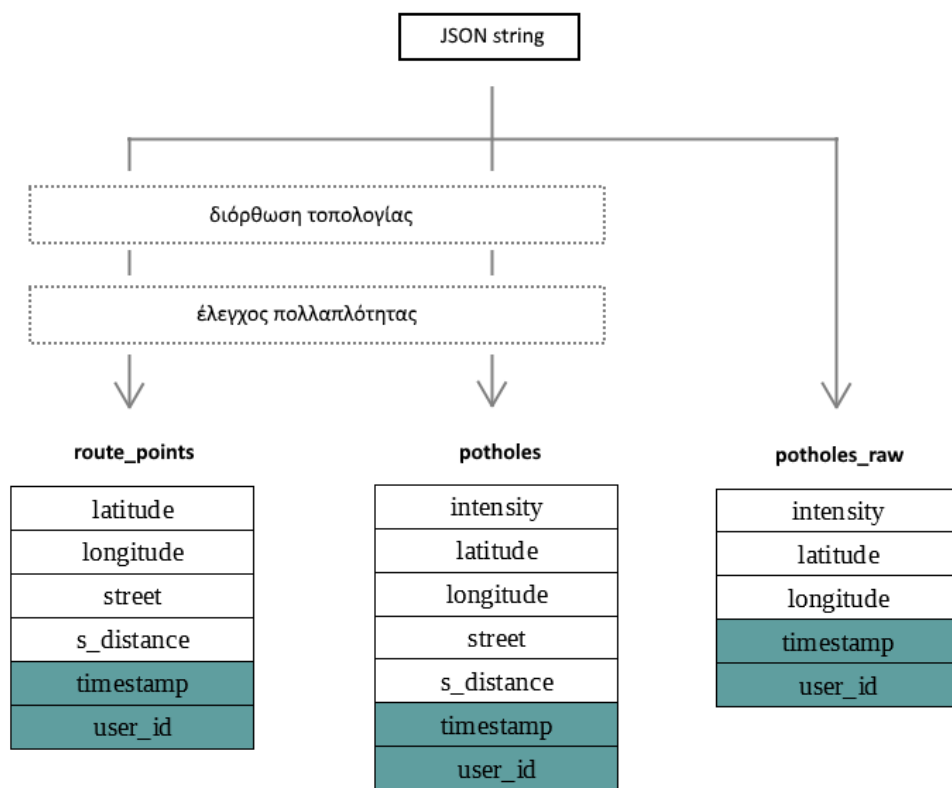 JSON string
διόρθωση τοπολογίας
έλεγχος πολλαπλότητας
route_points
latitude
longitude
street
s_distance
timestamp
user_id
potholes
intensity
latitude
longitude
street
s_distance
timestamp
user_id
potholes_raw
intensity
latitude
longitude
timestamp
user_id